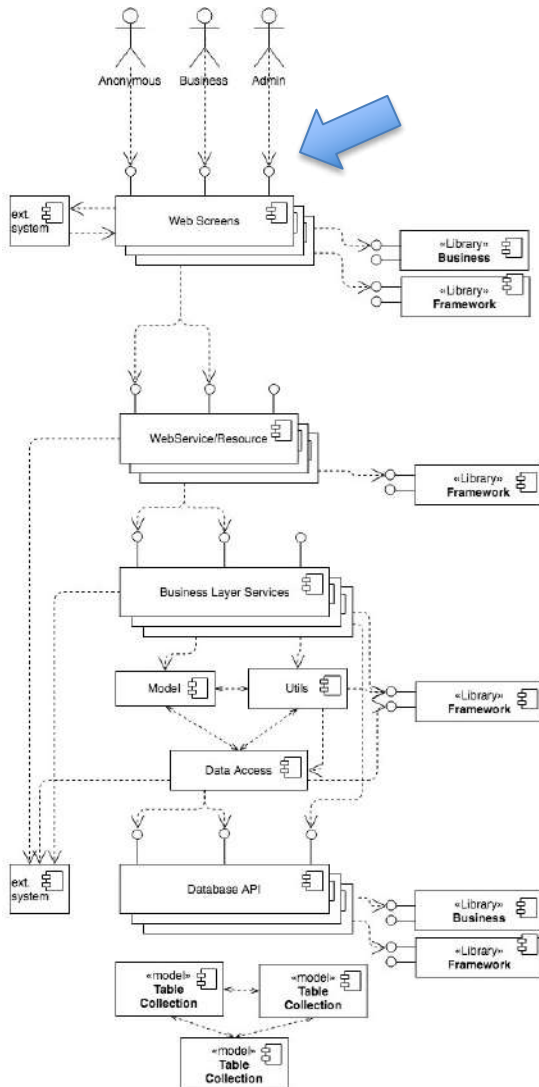 Anonymous
Business
Admin
ext.
system
Web Screens
«Library»
Business
«Library»
Framework
WebService/Resource
«Library»
Framework
Business Layer Services
Model
Utils
«Library»
Framework
Data Access
ext.
system
Database API
«Library»
Business
«Library»
Framework
«model»
Table
Collection
«model»
Table
Collection
«model»
Table
Collection